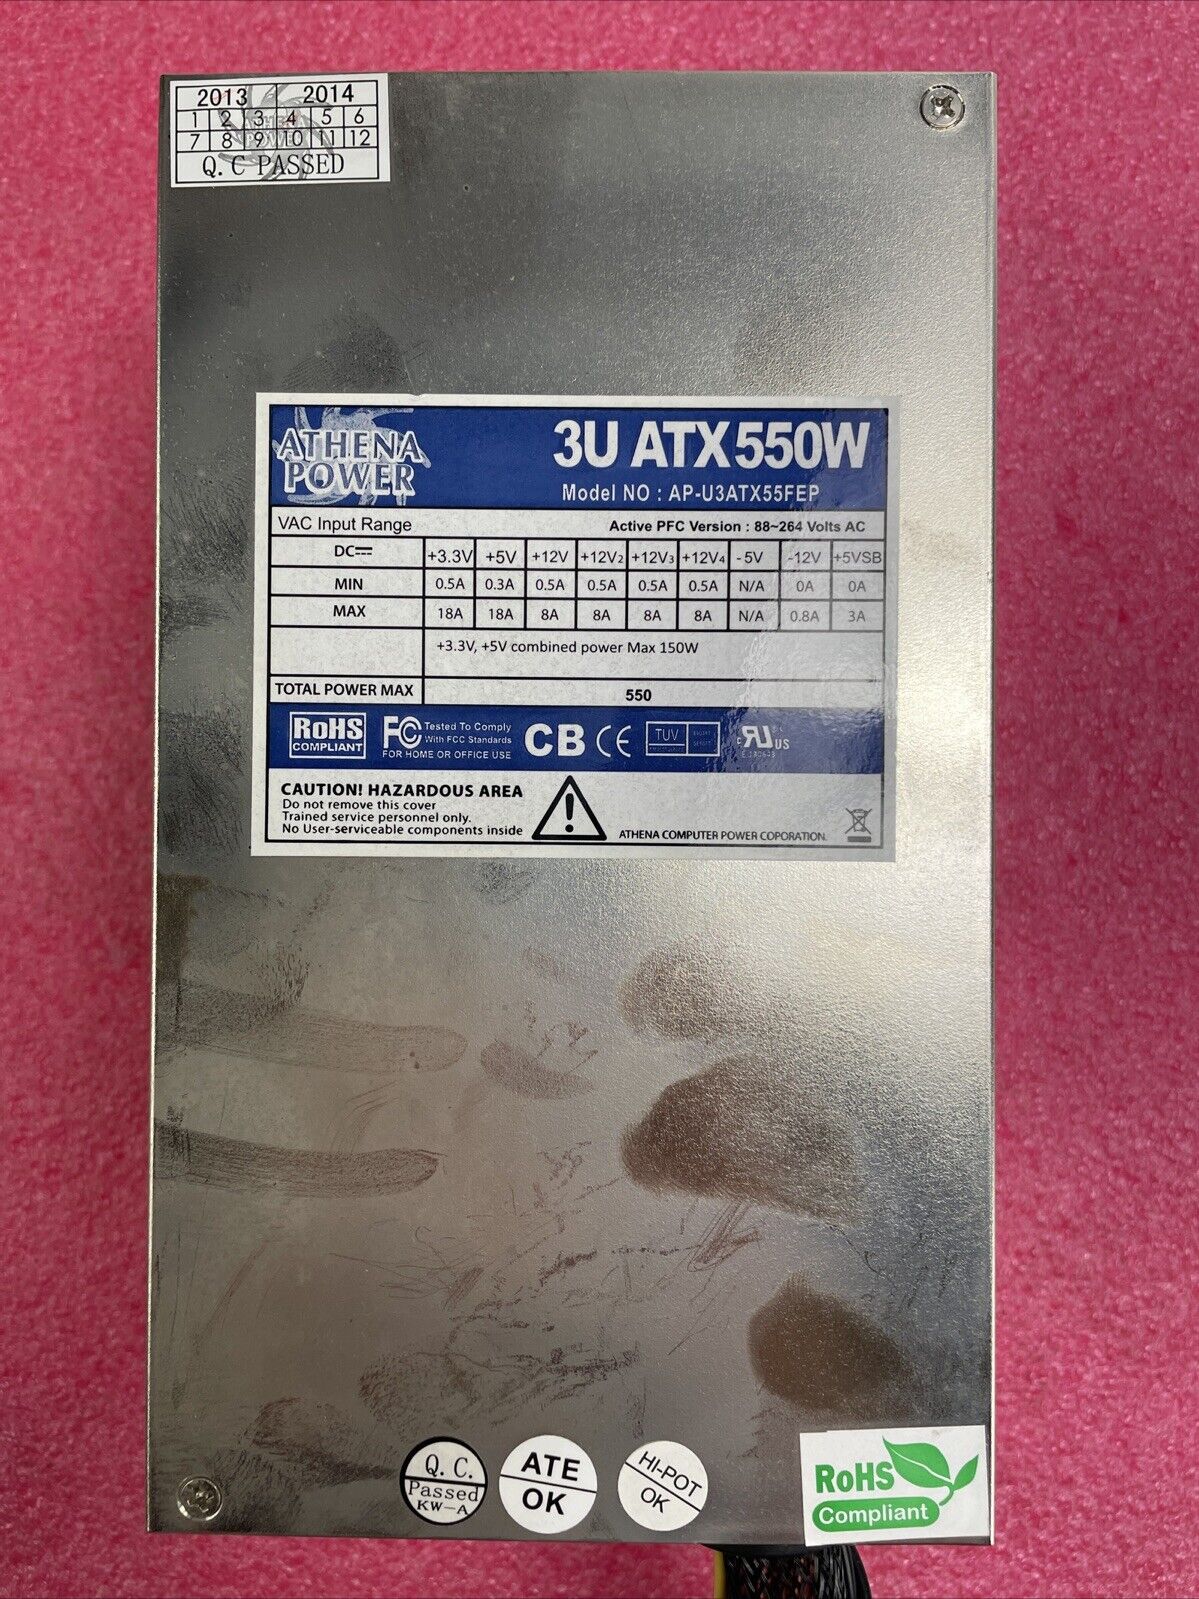 2013 2014
1 2 3 4 5 6
7 8 9 10 11 12
Q.C PASSED
ATHENA POWER
3U ATX550W
Model NO : AP-U3ATX55FEP
VAC Input Range Active PFC Version : 88~264 Volts AC
DC +3.3V +5V +12V +12V2 +12V3 +12V4 -5V -12V +5VSB
MIN 0.5A 0.3A 0.5A 0.5A 0.5A 0.5A N/A 0A 0A
MAX 18A 18A 8A 8A 8A 8A N/A 0.8A 3A
+3.3V, +5V combined power Max 150W
TOTAL POWER MAX 550
RoHS
COMPLIANT
FC Tested To Comply
With FCC Standards
FOR HOME OR OFFICE USE
CB CE TUV c US
CAUTION! HAZARDOUS AREA
Do not remove this cover
Trained service personnel only.
No User-serviceable components inside
ATHENA COMPUTER POWER COPORATION.
Q.C.
Passed
KW-A
ATE
OK
HI-POT
OK
RoHS
Compliant